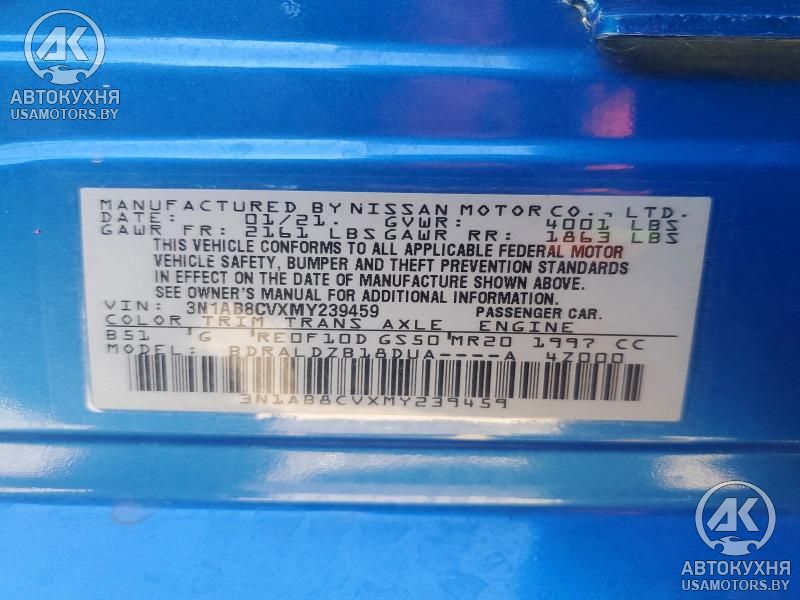 АК
АВТОКУХНЯ
USAMOTORS.BY
MANUFACTURED BY NISSAN MOTOR CO., LTD.
DATE: 01/21. GVWR: 4001 LBS
GAWR FR: 2161 LBS GAWR RR: 1863 LBS
THIS VEHICLE CONFORMS TO ALL APPLICABLE FEDERAL MOTOR
VEHICLE SAFETY, BUMPER AND THEFT PREVENTION STANDARDS
IN EFFECT ON THE DATE OF MANUFACTURE SHOWN ABOVE.
SEE OWNER'S MANUAL FOR ADDITIONAL INFORMATION.
VIN: 3N1AB8CVXMY239459 PASSENGER CAR.
COLOR TRIM TRANS AXLE ENGINE
B51 G RE0F10D GS50 MR20 1997 CC
MODEL: BDRALDZB18DUA----A 4Z000
3N1AB8CVXMY239459
АК
АВТОКУХНЯ
USAMOTORS.BY